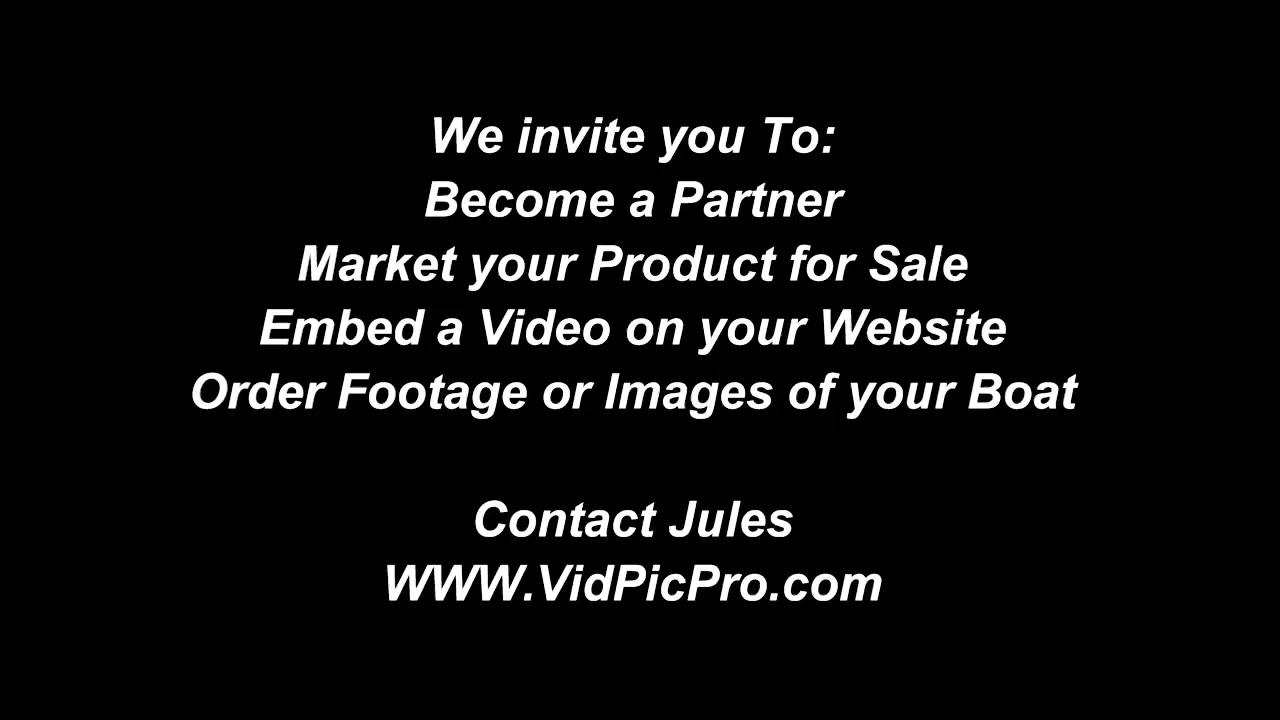 We invite you To:
Become a Partner
Market your Product for Sale
Embed a Video on your Website
Order Footage or Images of your Boat
Contact Jules
WWW.VidPicPro.com